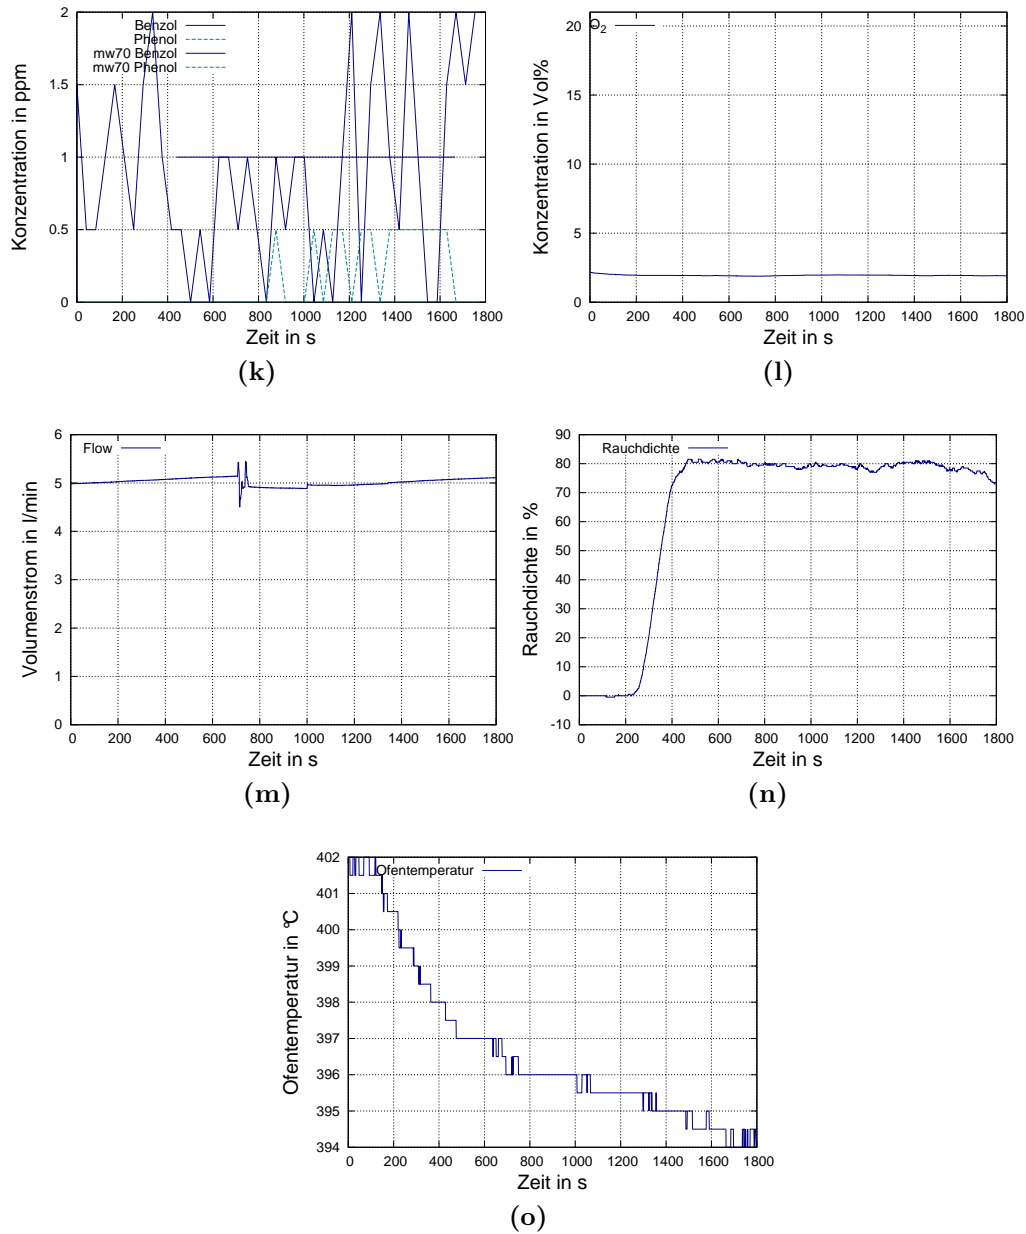 Konzentration in ppm
2
1.5
1
0.5
0
Benzol
Phenol
mw70 Benzol
mw70 Phenol
0 200 400 600 800 1000 1200 1400 1600 1800
Zeit in s
(k)
Konzentration in Vol%
20
15
10
5
0
O2
0 200 400 600 800 1000 1200 1400 1600 1800
Zeit in s
(l)
Volumenstrom in l/min
6
5
4
3
2
1
0
Flow
0 200 400 600 800 1000 1200 1400 1600 1800
Zeit in s
(m)
Rauchdichte in %
90
80
70
60
50
40
30
20
10
0
-10
Rauchdichte
0 200 400 600 800 1000 1200 1400 1600 1800
Zeit in s
(n)
Ofentemperatur in °C
402
401
400
399
398
397
396
395
394
Ofentemperatur
0 200 400 600 800 1000 1200 1400 1600 1800
Zeit in s
(o)